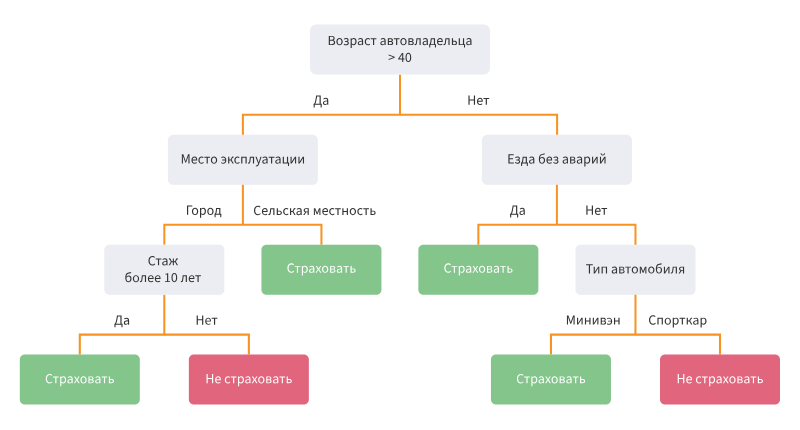 Возраст автовладельца
> 40
Да
Нет
Место эксплуатации
Езда без аварий
Город
Сельская местность
Да
Нет
Стаж
более 10 лет
Страховать
Страховать
Тип автомобиля
Да
Нет
Минивэн
Спорткар
Страховать
Не страховать
Страховать
Не страховать